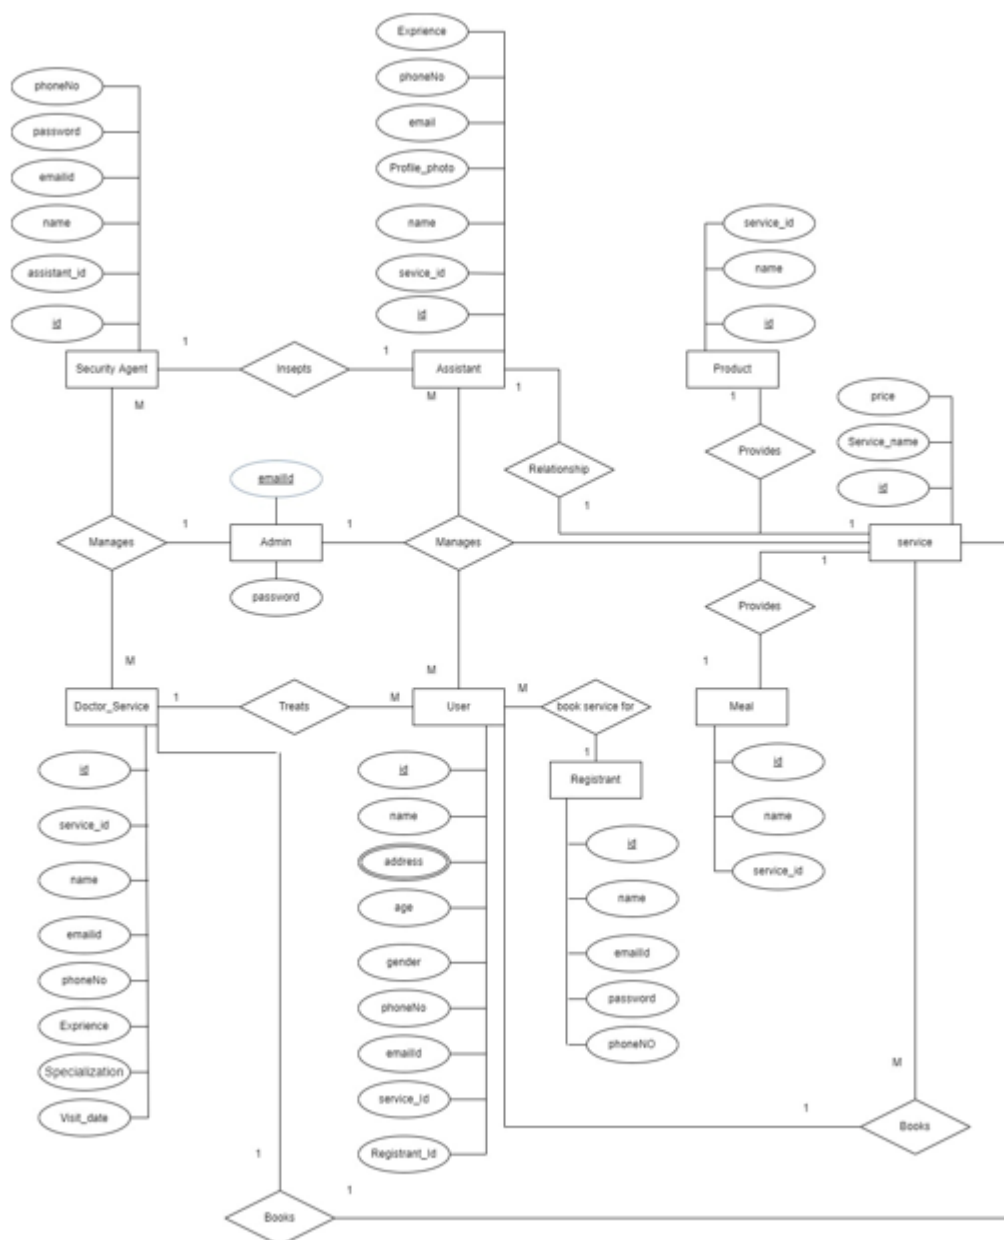 Exprience
phoneNo
phoneNo
password
email
emailid
Profile_photo
name
name
service_id
assistant_id
sevice_id
name
id
id
id
1
1
1
Security Agent
Insepts
Assistant
Product
M
M
1
1
price
Provides
Service_name
Relationship
emailId
id
1
1
1
1
Manages
Admin
Manages
service
1
password
Provides
M
M
M
1
1
M
Doctor_Service
Treats
User
book service for
Meal
1
Registrant
id
id
id
service_id
name
name
id
address
service_id
name
age
name
emailid
gender
emailId
phoneNo
phoneNo
password
Exprience
emailId
phoneNO
Specialization
service_Id
M
Visit_date
1
Books
Registrant_Id
1
1
Books